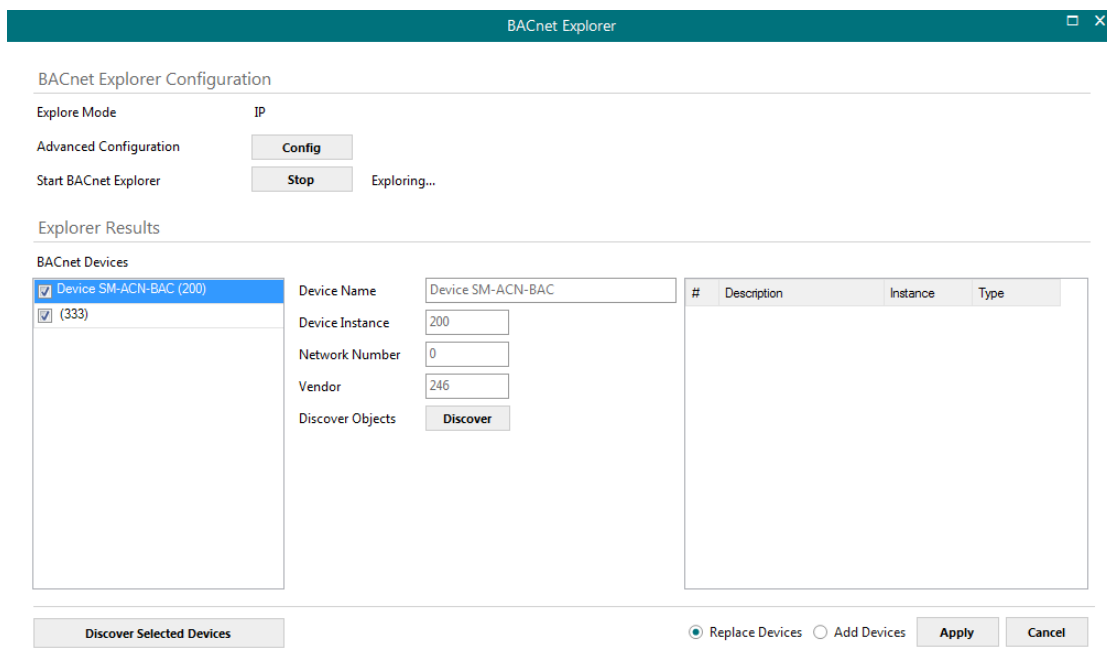 BACnet Explorer
BACnet Explorer Configuration
Explore Mode IP
Advanced Configuration Config
Start BACnet Explorer Stop Exploring...
Explorer Results
BACnet Devices
Device SM-ACN-BAC (200)
(333)
Device Name Device SM-ACN-BAC
Device Instance 200
Network Number 0
Vendor 246
Discover Objects Discover
# Description Instance Type
Discover Selected Devices Replace Devices Add Devices Apply Cancel